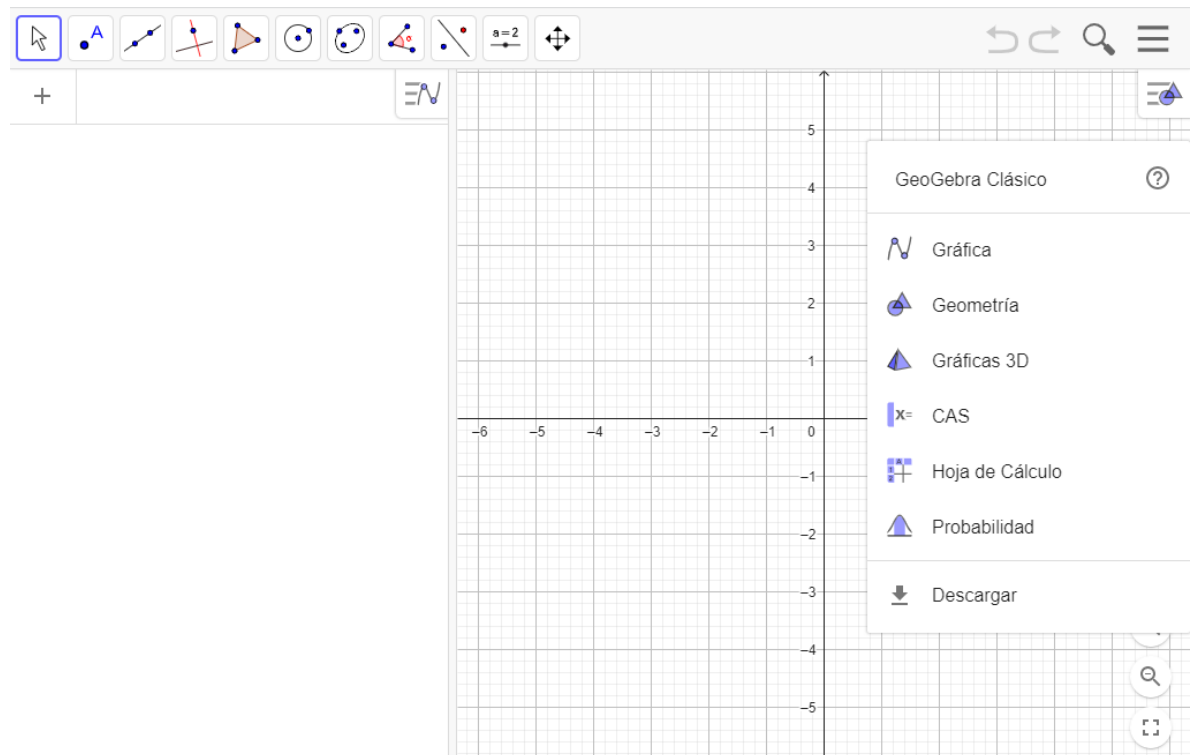 A
a=2
+
GeoGebra Clásico
Gráfica
Geometría
Gráficas 3D
X=
CAS
Hoja de Cálculo
Probabilidad
Descargar
5
4
3
2
1
−6 −5 −4 −3 −2 −1 0
−1
−2
−3
−4
−5